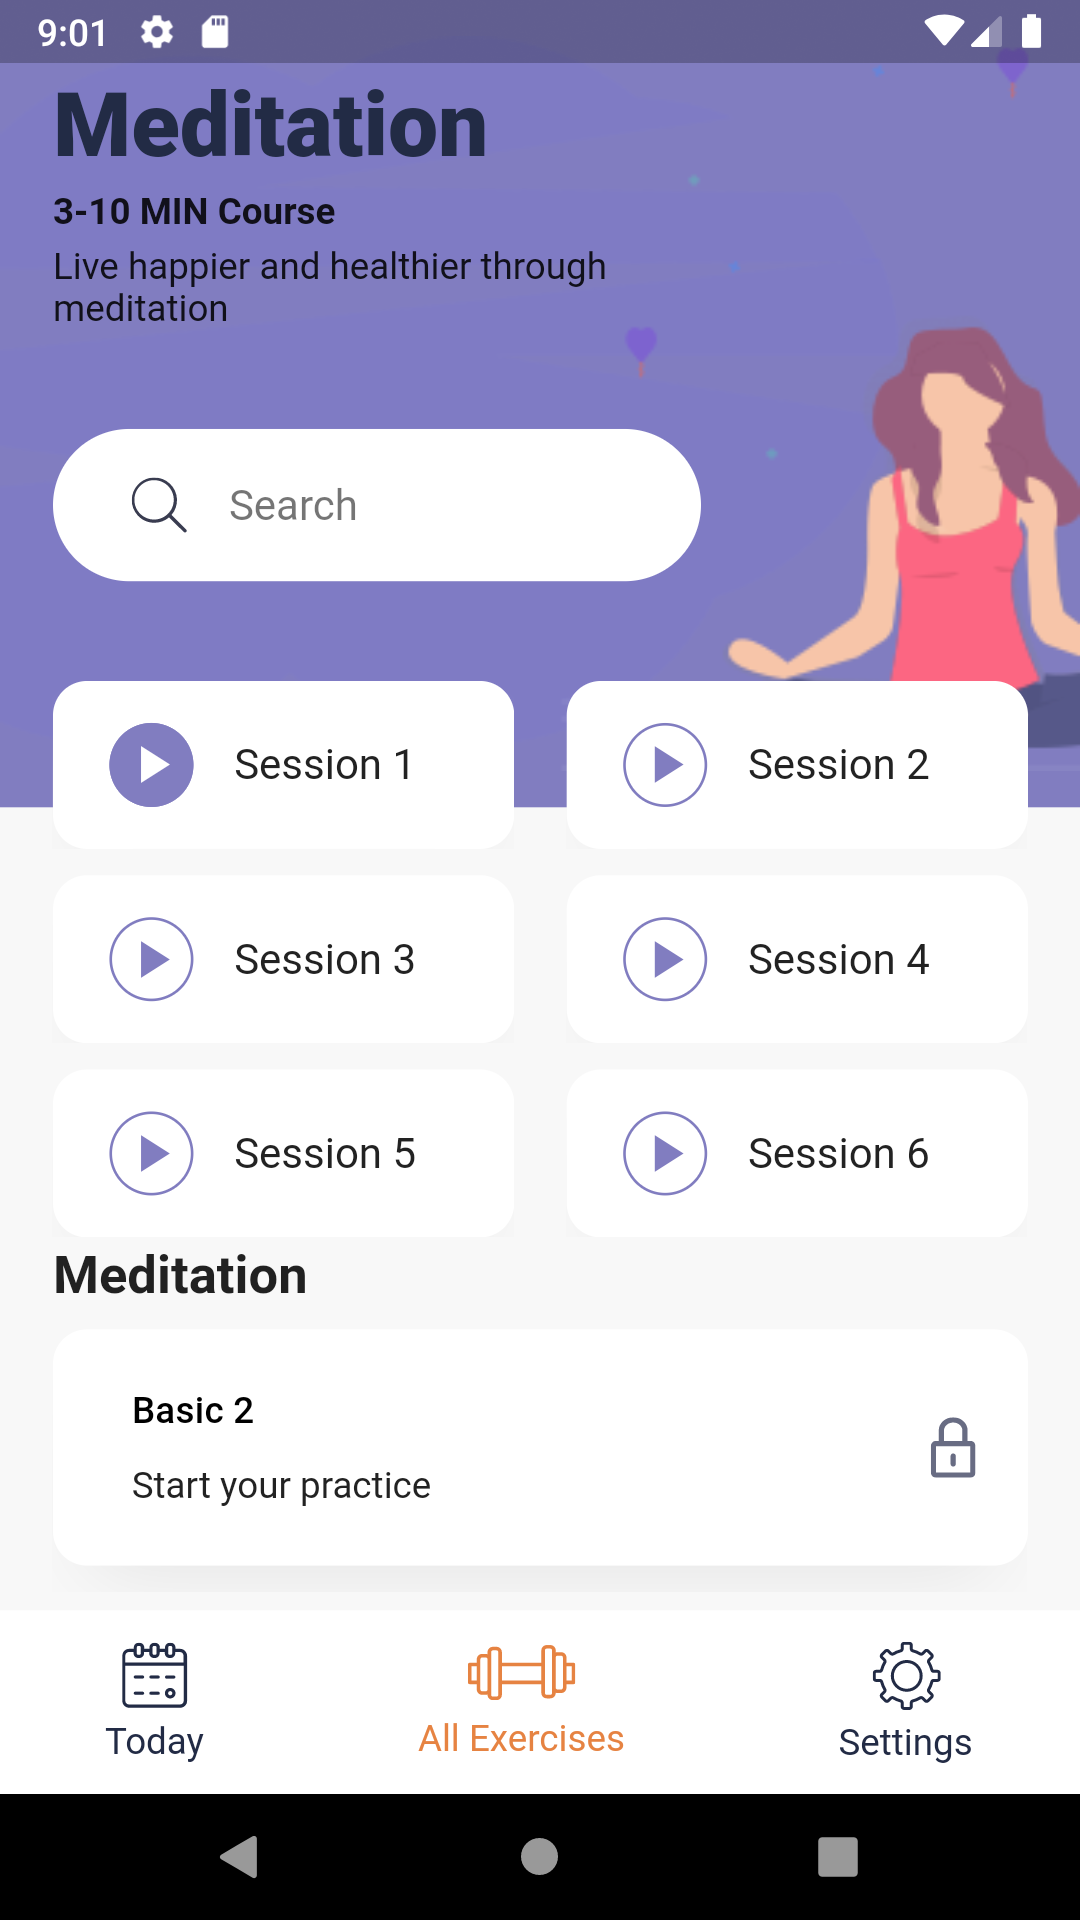 9:01
Meditation
3-10 MIN Course
Live happier and healthier through
meditation
Search
Session 1
Session 2
Session 3
Session 4
Session 5
Session 6
Meditation
Basic 2
Start your practice
Today
All Exercises
Settings